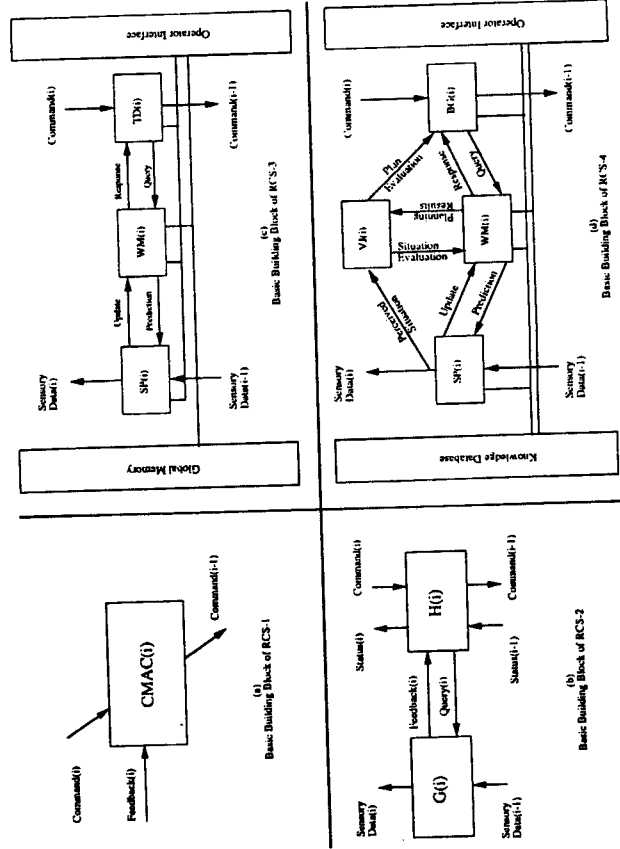 Command(i)
Feedback(i)
CMAC(i)
Command(i-1)
(a)
Basic Building Block of RCS-1
Sensory
Data(i)
Status(i)
Command(i)
G(i)
Feedback(i)
Query(i)
H(i)
Sensory
Data(i-1)
Status(i-1)
Command(i-1)
(b)
Basic Building Block of RCS-2
Global Memory
Sensory
Data(i)
Command(i)
SP(i)
Update
Prediction
WM(i)
Response
Query
TD(i)
Sensory
Data(i-1)
Command(i-1)
Operator Interface
(c)
Basic Building Block of RCS-3
Knowledge Database
Sensory
Data(i)
Command(i)
Perceived
Situation
VJ(i)
Plan
Evaluation
Situation
Evaluation
Planning
Results
SP(i)
Update
Prediction
WM(i)
Response
Query
BG(i)
Sensory
Data(i-1)
Command(i-1)
Operator Interface
(d)
Basic Building Block of RCS-4